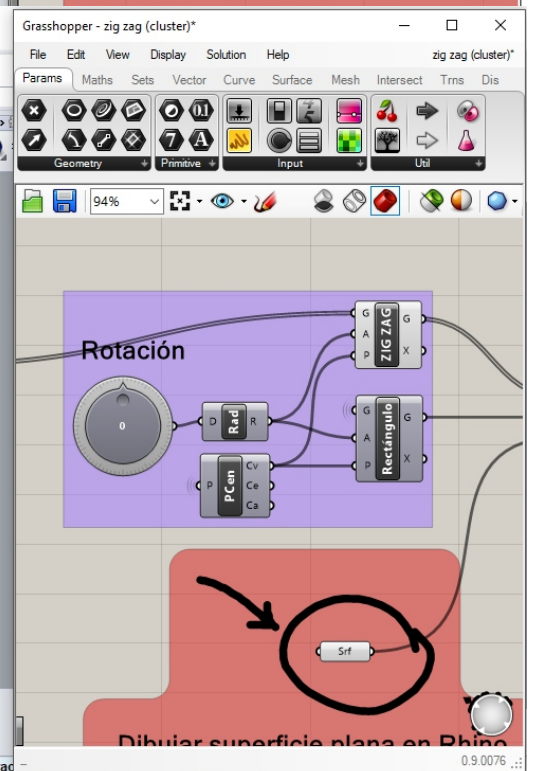 Grasshopper - zig zag (cluster)*
File Edit View Display Solution Help zig zag (cluster)*
Params Maths Sets Vector Curve Surface Mesh Intersect Trns Dis
Geometry Primitive Input Util
94%
Rotación
G A P ZIG ZAG G X
0
D Rad R
G A P Rectángulo G X
P PCen Cv Ce Ca
Srf
Dibujar superficie plana en Rhino
0.9.0076